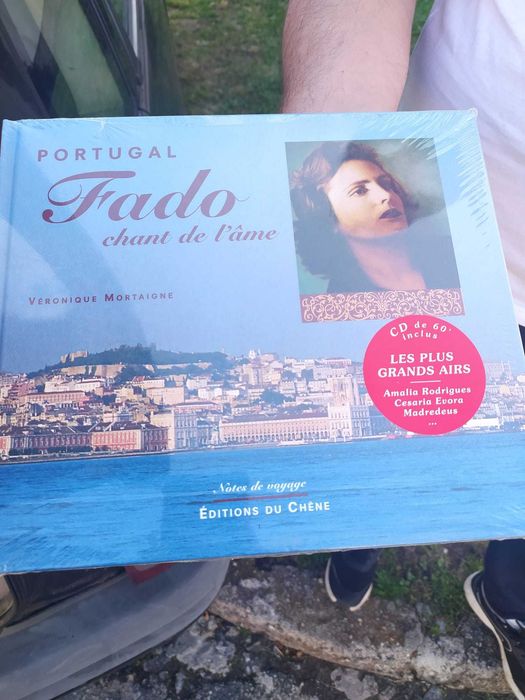 PORTUGAL
Fado
chant de l'âme
VÉRONIQUE MORTAIGNE
CD de 60'
inclus
LES PLUS
GRANDS AIRS
Amalia Rodrigues
Cesaria Evora
Madredeus
...
Notes de voyage
ÉDITIONS DU CHÊNE